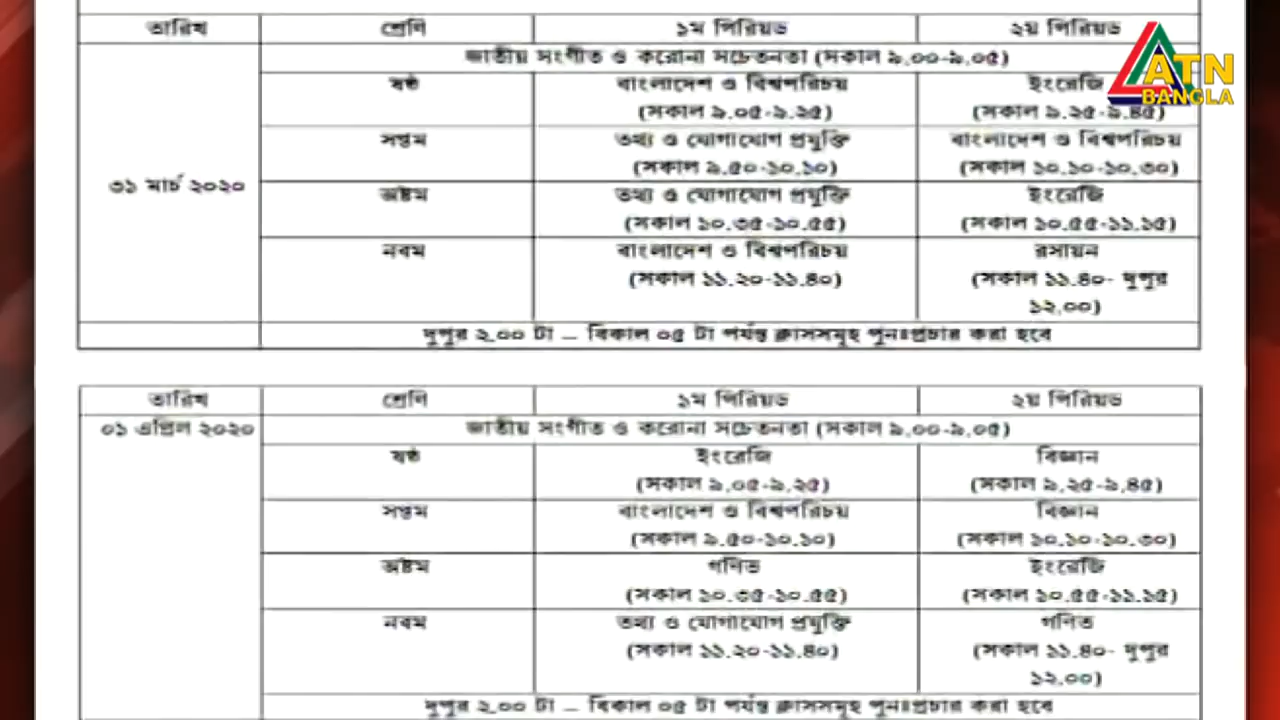 তারিখ শ্রেণি ১ম পিরিয়ড ২য় পিরিয়ড
জাতীয় সংগীত ও করোনা সচেতনতা (সকাল ৯.০০-৯.০৫)
ষষ্ঠ বাংলাদেশ ও বিশ্বপরিচয় ইংরেজি
(সকাল ৯.০৫-৯.২৫) (সকাল ৯.২৫-৯.৪৫)
সপ্তম তথ্য ও যোগাযোগ প্রযুক্তি বাংলাদেশ ও বিশ্বপরিচয়
(সকাল ৯.৫০-১০.১০) (সকাল ১০.১০-১০.৩০)
৩১ মার্চ ২০২০
অষ্টম তথ্য ও যোগাযোগ প্রযুক্তি ইংরেজি
(সকাল ১০.৩৫-১০.৫৫) (সকাল ১০.৫৫-১১.১৫)
নবম বাংলাদেশ ও বিশ্বপরিচয় রসায়ন
(সকাল ১১.২০-১১.৪০) (সকাল ১১.৪০- দুপুর
১২.০০)
দুপুর ২.০০ টা – বিকাল ০৫ টা পর্যন্ত ক্লাসসমূহ পুনঃপ্রচার করা হবে
তারিখ শ্রেণি ১ম পিরিয়ড ২য় পিরিয়ড
০১ এপ্রিল ২০২০ জাতীয় সংগীত ও করোনা সচেতনতা (সকাল ৯.০০-৯.০৫)
ষষ্ঠ ইংরেজি বিজ্ঞান
(সকাল ৯.০৫-৯.২৫) (সকাল ৯.২৫-৯.৪৫)
সপ্তম বাংলাদেশ ও বিশ্বপরিচয় বিজ্ঞান
(সকাল ৯.৫০-১০.১০) (সকাল ১০.১০-১০.৩০)
অষ্টম গণিত ইংরেজি
(সকাল ১০.৩৫-১০.৫৫) (সকাল ১০.৫৫-১১.১৫)
নবম তথ্য ও যোগাযোগ প্রযুক্তি গণিত
(সকাল ১১.২০-১১.৪০) (সকাল ১১.৪০- দুপুর
১২.০০)
দুপুর ২.০০ টা – বিকাল ০৫ টা পর্যন্ত ক্লাসসমূহ পুনঃপ্রচার করা হবে
ATN
BANGLA